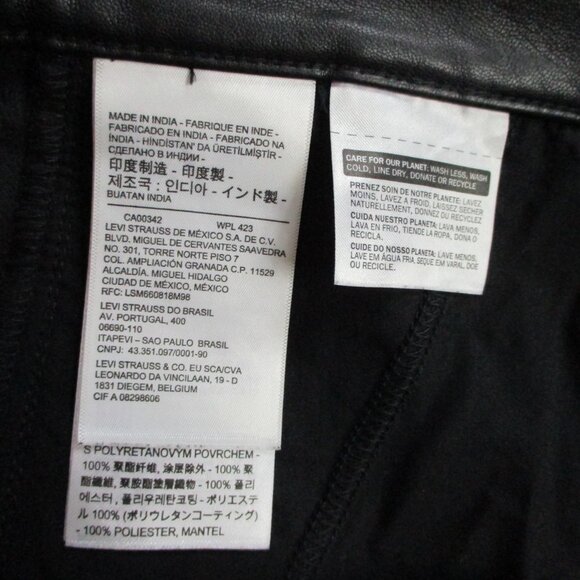 MADE IN INDIA - FABRIQUE EN INDE -
FABRICADO EN INDIA - FABRICADO NA
ÍNDIA - HİNDİSTAN' DA ÜRETİLMİŞTİR -
СДЕЛАНО В ИНДИИ -
印度制造 - 印度製 -
제조국 : 인디아 - インド製 -
BUATAN INDIA
CA00342 WPL 423
LEVI STRAUSS DE MÉXICO S.A. DE C.V.
BLVD. MIGUEL DE CERVANTES SAAVEDRA
NO. 301, TORRE NORTE PISO 7
COL. AMPLIACIÓN GRANADA C.P. 11529
ALCALDÍA. MIGUEL HIDALGO
CIUDAD DE MÉXICO, MÉXICO
RFC: LSM660818M98
LEVI STRAUSS DO BRASIL
AV. PORTUGAL, 400
06690-110
ITAPEVI – SAO PAULO BRASIL
CNPJ: 43.351.097/0001-90
LEVI STRAUSS & CO. EU SCA/CVA
LEONARDO DA VINCILAAN, 19 - D
1831 DIEGEM, BELGIUM
CIF A 08298606
S POLYRETANOVÝM POVRCHEM -
100% 聚酯纤维, 涂层除外 - 100%
聚酯纖維, 聚胺酯塗層織物 - 100% 폴리
에스터 , 폴리우레탄코팅 - ポリエステル
100% (ポリウレタンコーティング)
- 100% POLIESTER, MANTEL
CARE FOR OUR PLANET: WASH LESS, WASH
COLD, LINE DRY, DONATE OR RECYCLE
PRENEZ SOIN DE NOTRE PLANÈTE: LAVEZ
MOINS, LAVEZ A FROID, LAISSEZ SÉCHER
NATURELLEMENT, DONNEZ OU RECYCLEZ
CUIDA NUESTRO PLANETA: LAVA MENOS,
LAVA EN FRÍO, TIENDE LA ROPA, DONA O
RECÍCLALA
CUIDE DO NOSSO PLANETA: LAVE MENOS,
LAVE EM ÁGUA FRIA SEQUE EM VARAL, DOE
OU RECICLE.